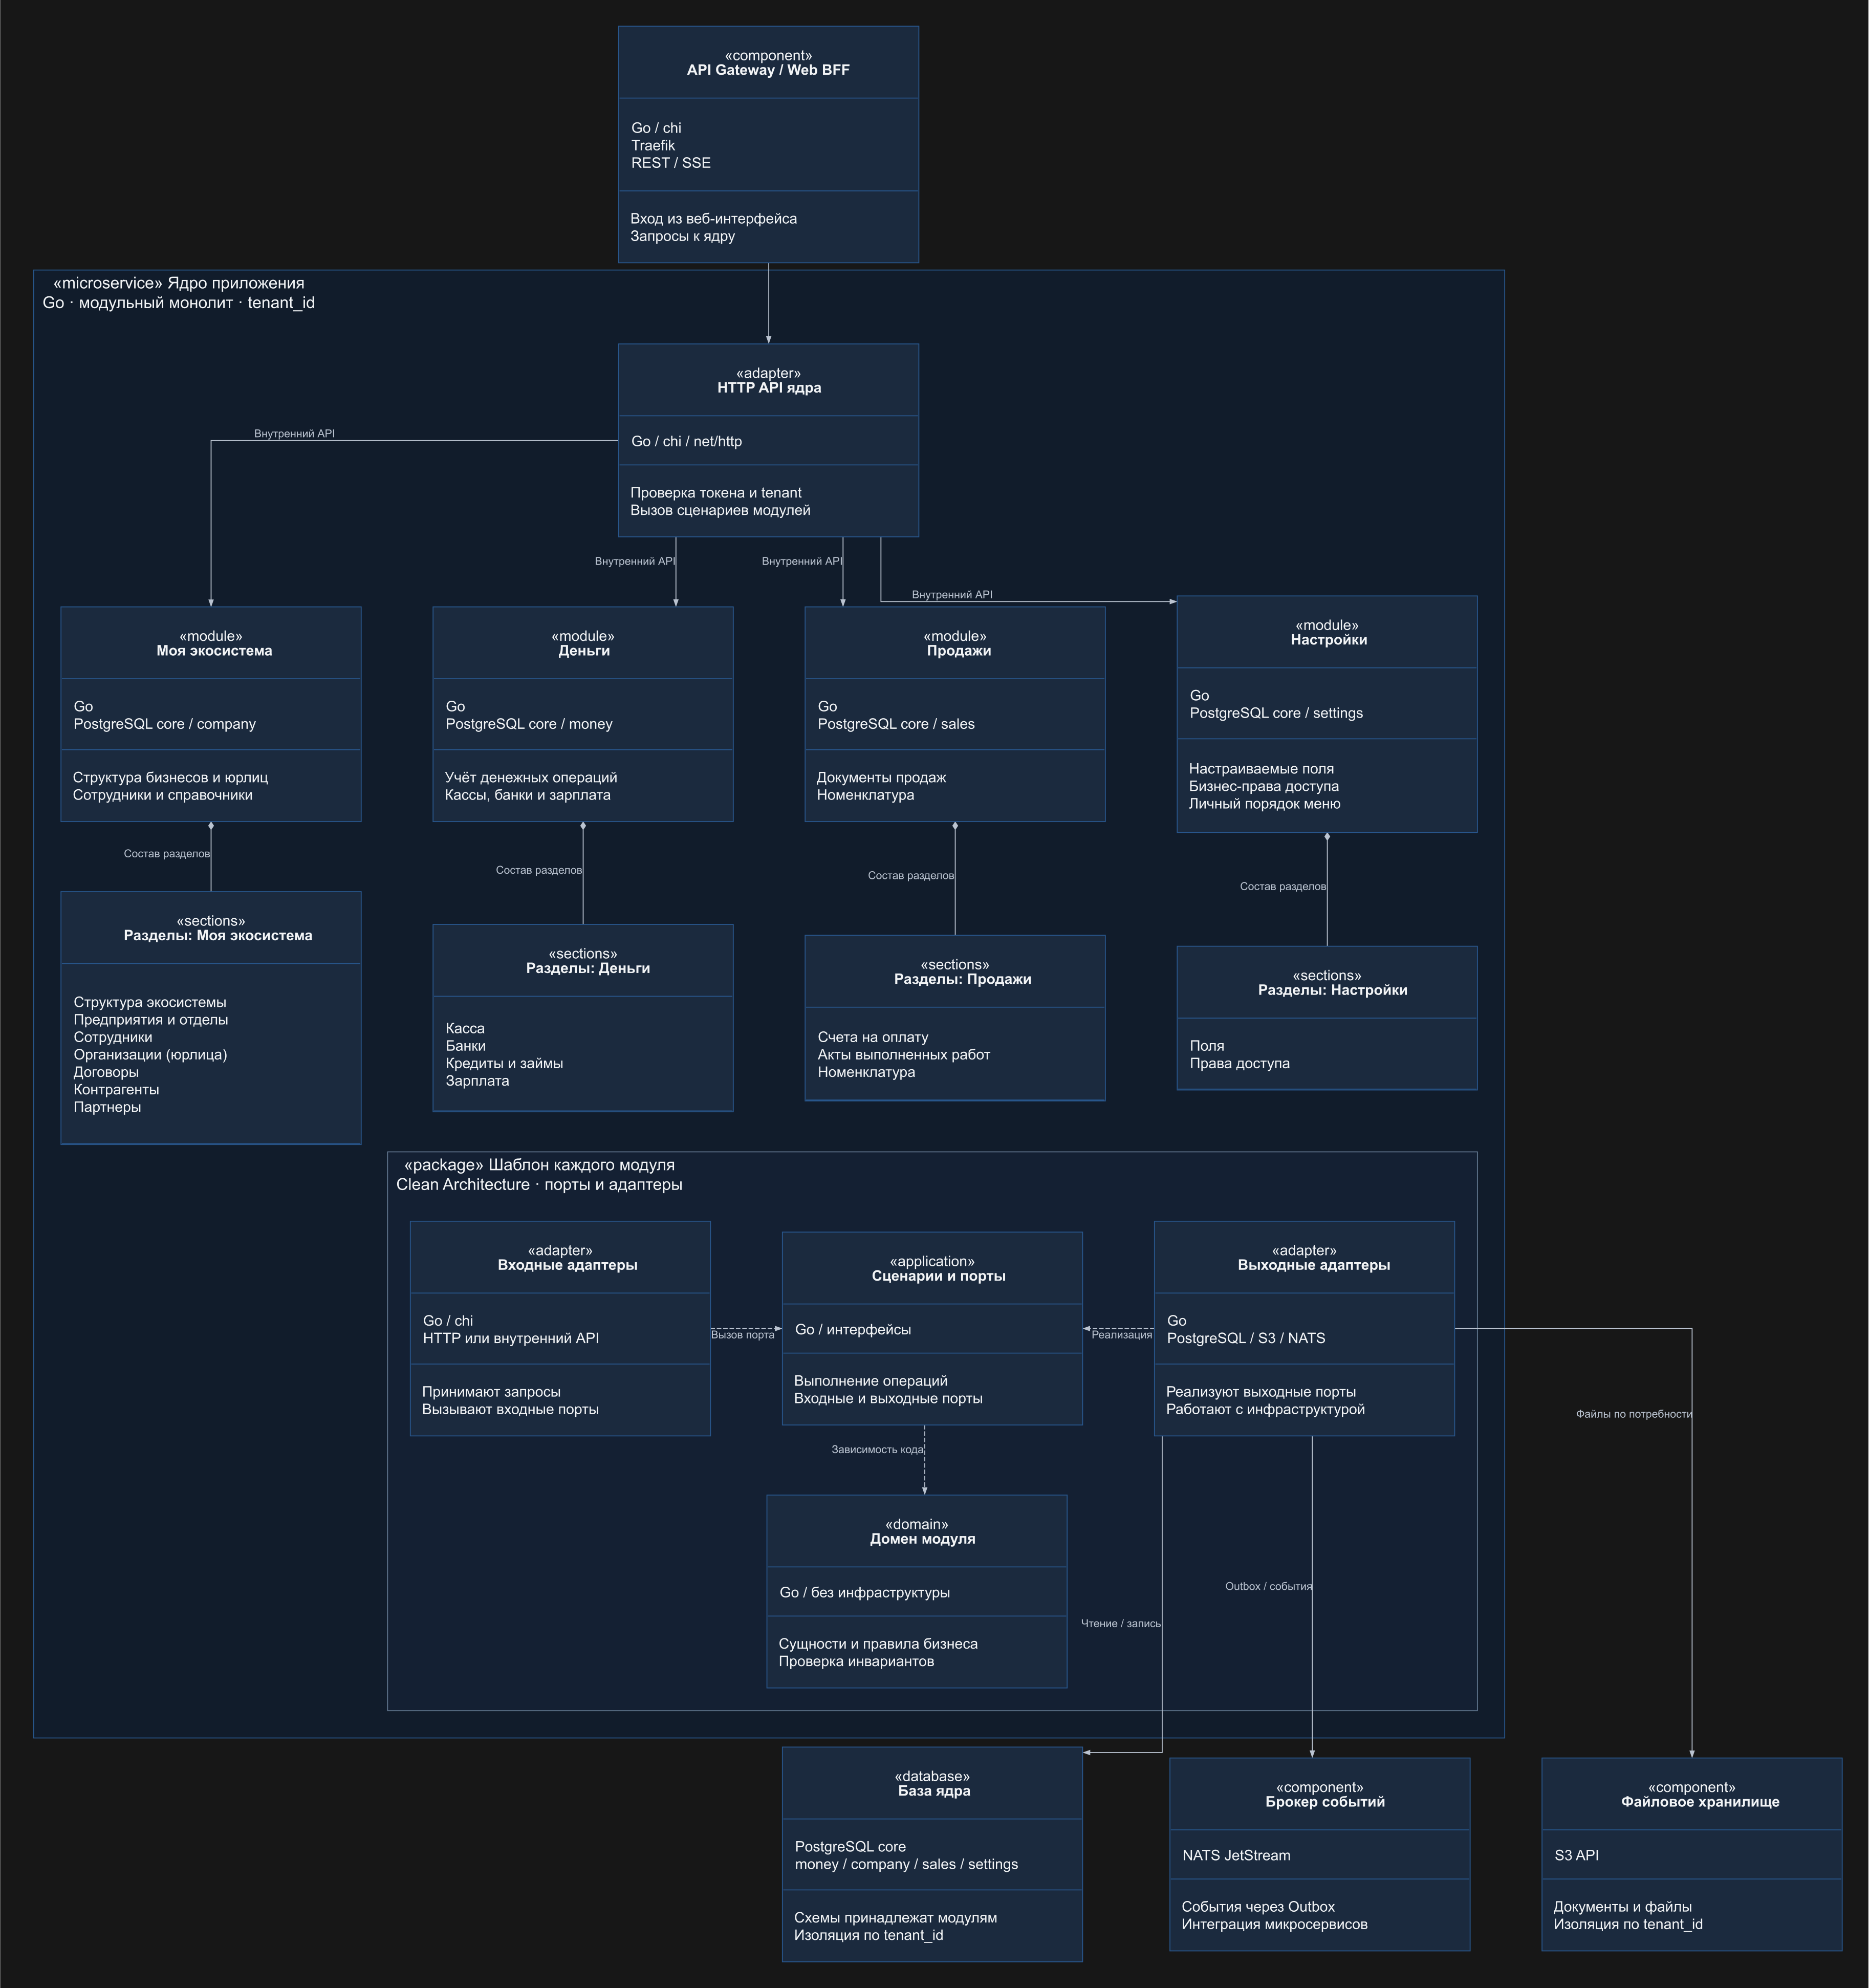 «component»
API Gateway / Web BFF
Go / chi
Traefik
REST / SSE
Вход из веб-интерфейса
Запросы к ядру
«microservice» Ядро приложения
Go · модульный монолит · tenant_id
«adapter»
HTTP API ядра
Go / chi / net/http
Проверка токена и tenant
Вызов сценариев модулей
Внутренний API
Внутренний API
Внутренний API
Внутренний API
«module»
Моя экосистема
Go
PostgreSQL core / company
Структура бизнесов и юрлиц
Сотрудники и справочники
«module»
Деньги
Go
PostgreSQL core / money
Учёт денежных операций
Кассы, банки и зарплата
«module»
Продажи
Go
PostgreSQL core / sales
Документы продаж
Номенклатура
«module»
Настройки
Go
PostgreSQL core / settings
Настраиваемые поля
Бизнес-права доступа
Личный порядок меню
Состав разделов
Состав разделов
Состав разделов
Состав разделов
«sections»
Разделы: Моя экосистема
Структура экосистемы
Предприятия и отделы
Сотрудники
Организации (юрлица)
Договоры
Контрагенты
Партнеры
«sections»
Разделы: Деньги
Касса
Банки
Кредиты и займы
Зарплата
«sections»
Разделы: Продажи
Счета на оплату
Акты выполненных работ
Номенклатура
«sections»
Разделы: Настройки
Поля
Права доступа
«package» Шаблон каждого модуля
Clean Architecture · порты и адаптеры
«adapter»
Входные адаптеры
Go / chi
HTTP или внутренний API
Принимают запросы
Вызывают входные порты
Вызов порта
«application»
Сценарии и порты
Go / интерфейсы
Выполнение операций
Входные и выходные порты
Реализация
«adapter»
Выходные адаптеры
Go
PostgreSQL / S3 / NATS
Реализуют выходные порты
Работают с инфраструктурой
Файлы по потребности
Зависимость кода
«domain»
Домен модуля
Go / без инфраструктуры
Сущности и правила бизнеса
Проверка инвариантов
Outbox / события
Чтение / запись
«database»
База ядра
PostgreSQL core
money / company / sales / settings
Схемы принадлежат модулям
Изоляция по tenant_id
«component»
Брокер событий
NATS JetStream
События через Outbox
Интеграция микросервисов
«component»
Файловое хранилище
S3 API
Документы и файлы
Изоляция по tenant_id